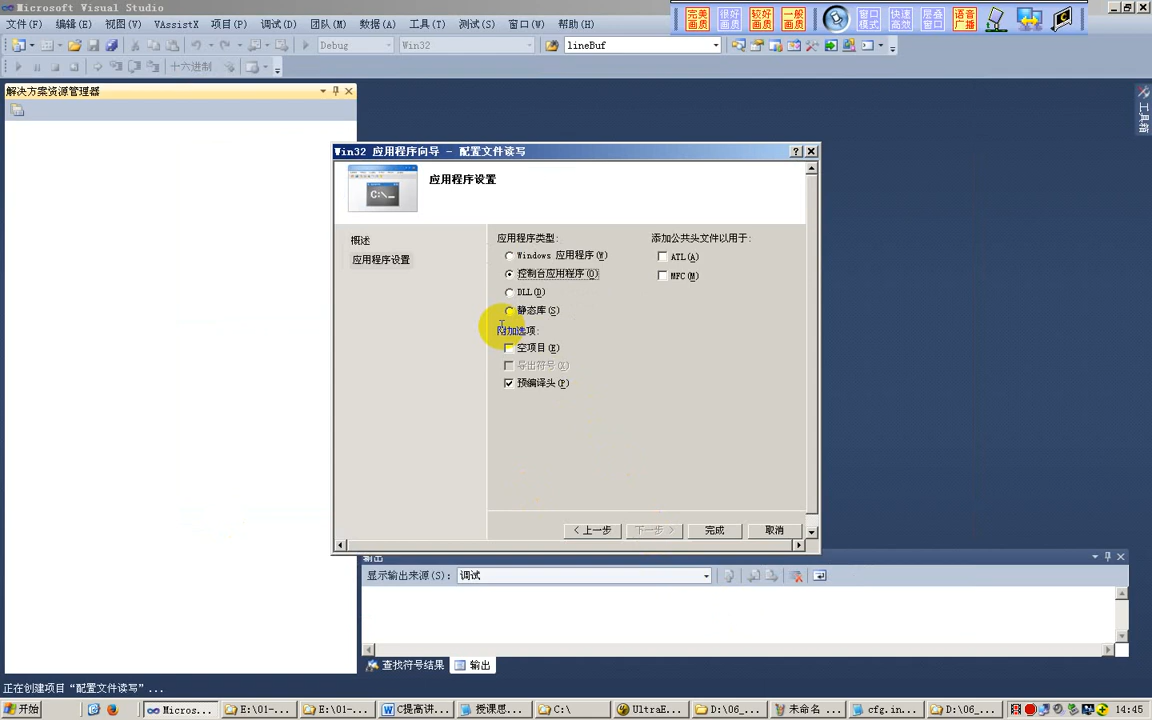 Microsoft Visual Studio
文件(F) 编辑(E) 视图(V) VAssistX 项目(P) 调试(D) 团队(M) 数据(A) 工具(T) 测试(S) 窗口(W) 帮助(H)
完美画质 很好画质 较好画质 一般画质 窗口模式 快速高效 层叠窗口 语音广播
Debug Win32 lineBuf
十六进制
解决方案资源管理器
工具箱
Win32 应用程序向导 - 配置文件读写
C:\_
应用程序设置
概述
应用程序设置
应用程序类型:
Windows 应用程序(W)
控制台应用程序(O)
DLL(D)
静态库(S)
附加选项:
空项目(E)
导出符号(X)
预编译头(P)
添加公共头文件以用于:
ATL(A)
MFC(M)
< 上一步 下一步 > 完成 取消
输出
显示输出来源(S): 调试
查找符号结果 输出
正在创建项目“配置文件读写”...
开始 Micros... E:\01-... E:\01-... C提高讲... 授课思... C:\ UltraE... D:\06_... 未命名 ... cfg.in... D:\06_... 14:45